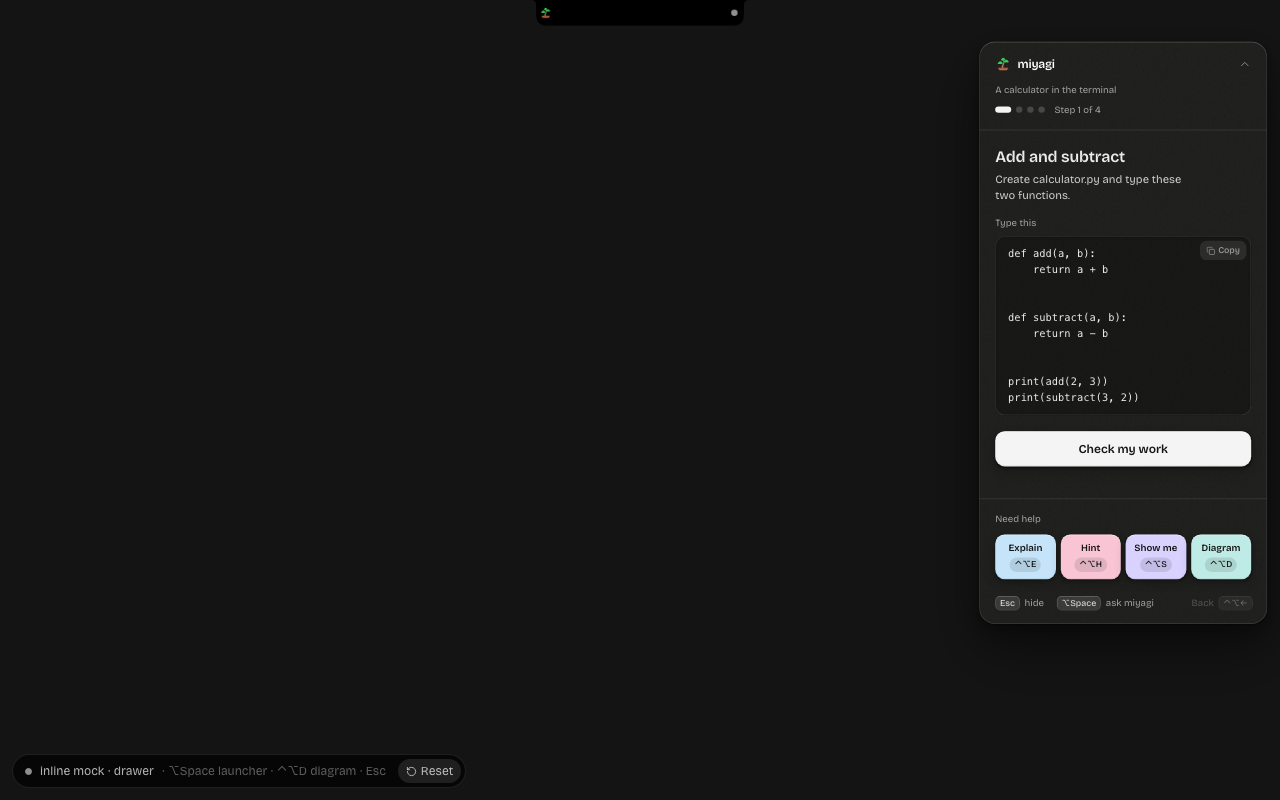 miyagi
A calculator in the terminal
Step 1 of 4
Add and subtract
Create calculator.py and type these
two functions.
Type this
Copy
def add(a, b):
    return a + b
def subtract(a, b):
    return a − b
print(add(2, 3))
print(subtract(3, 2))
Check my work
Need help
Explain Hint Show me Diagram
⌃⌥E ⌃⌥H ⌃⌥S ⌃⌥D
Esc hide ⌥Space ask miyagi Back ⌃⌥←
inline mock · drawer · ⌥Space launcher · ⌃⌥D diagram · Esc Reset